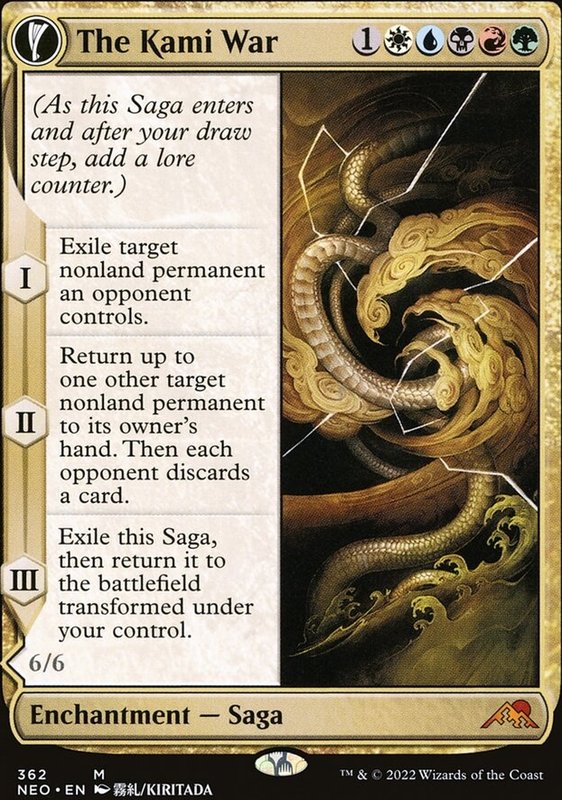 The Kami War
1
(As this Saga enters
and after your draw
step, add a lore
counter.)
I
Exile target
nonland permanent
an opponent
controls.
II
Return up to
one other target
nonland permanent
to its owner's
hand. Then each
opponent discards
a card.
III
Exile this Saga,
then return it to
the battlefield
transformed under
your control.
6/6
Enchantment — Saga
362 M
NEO • EN 霧糺/KIRITADA
™ & © 2022 Wizards of the Coast